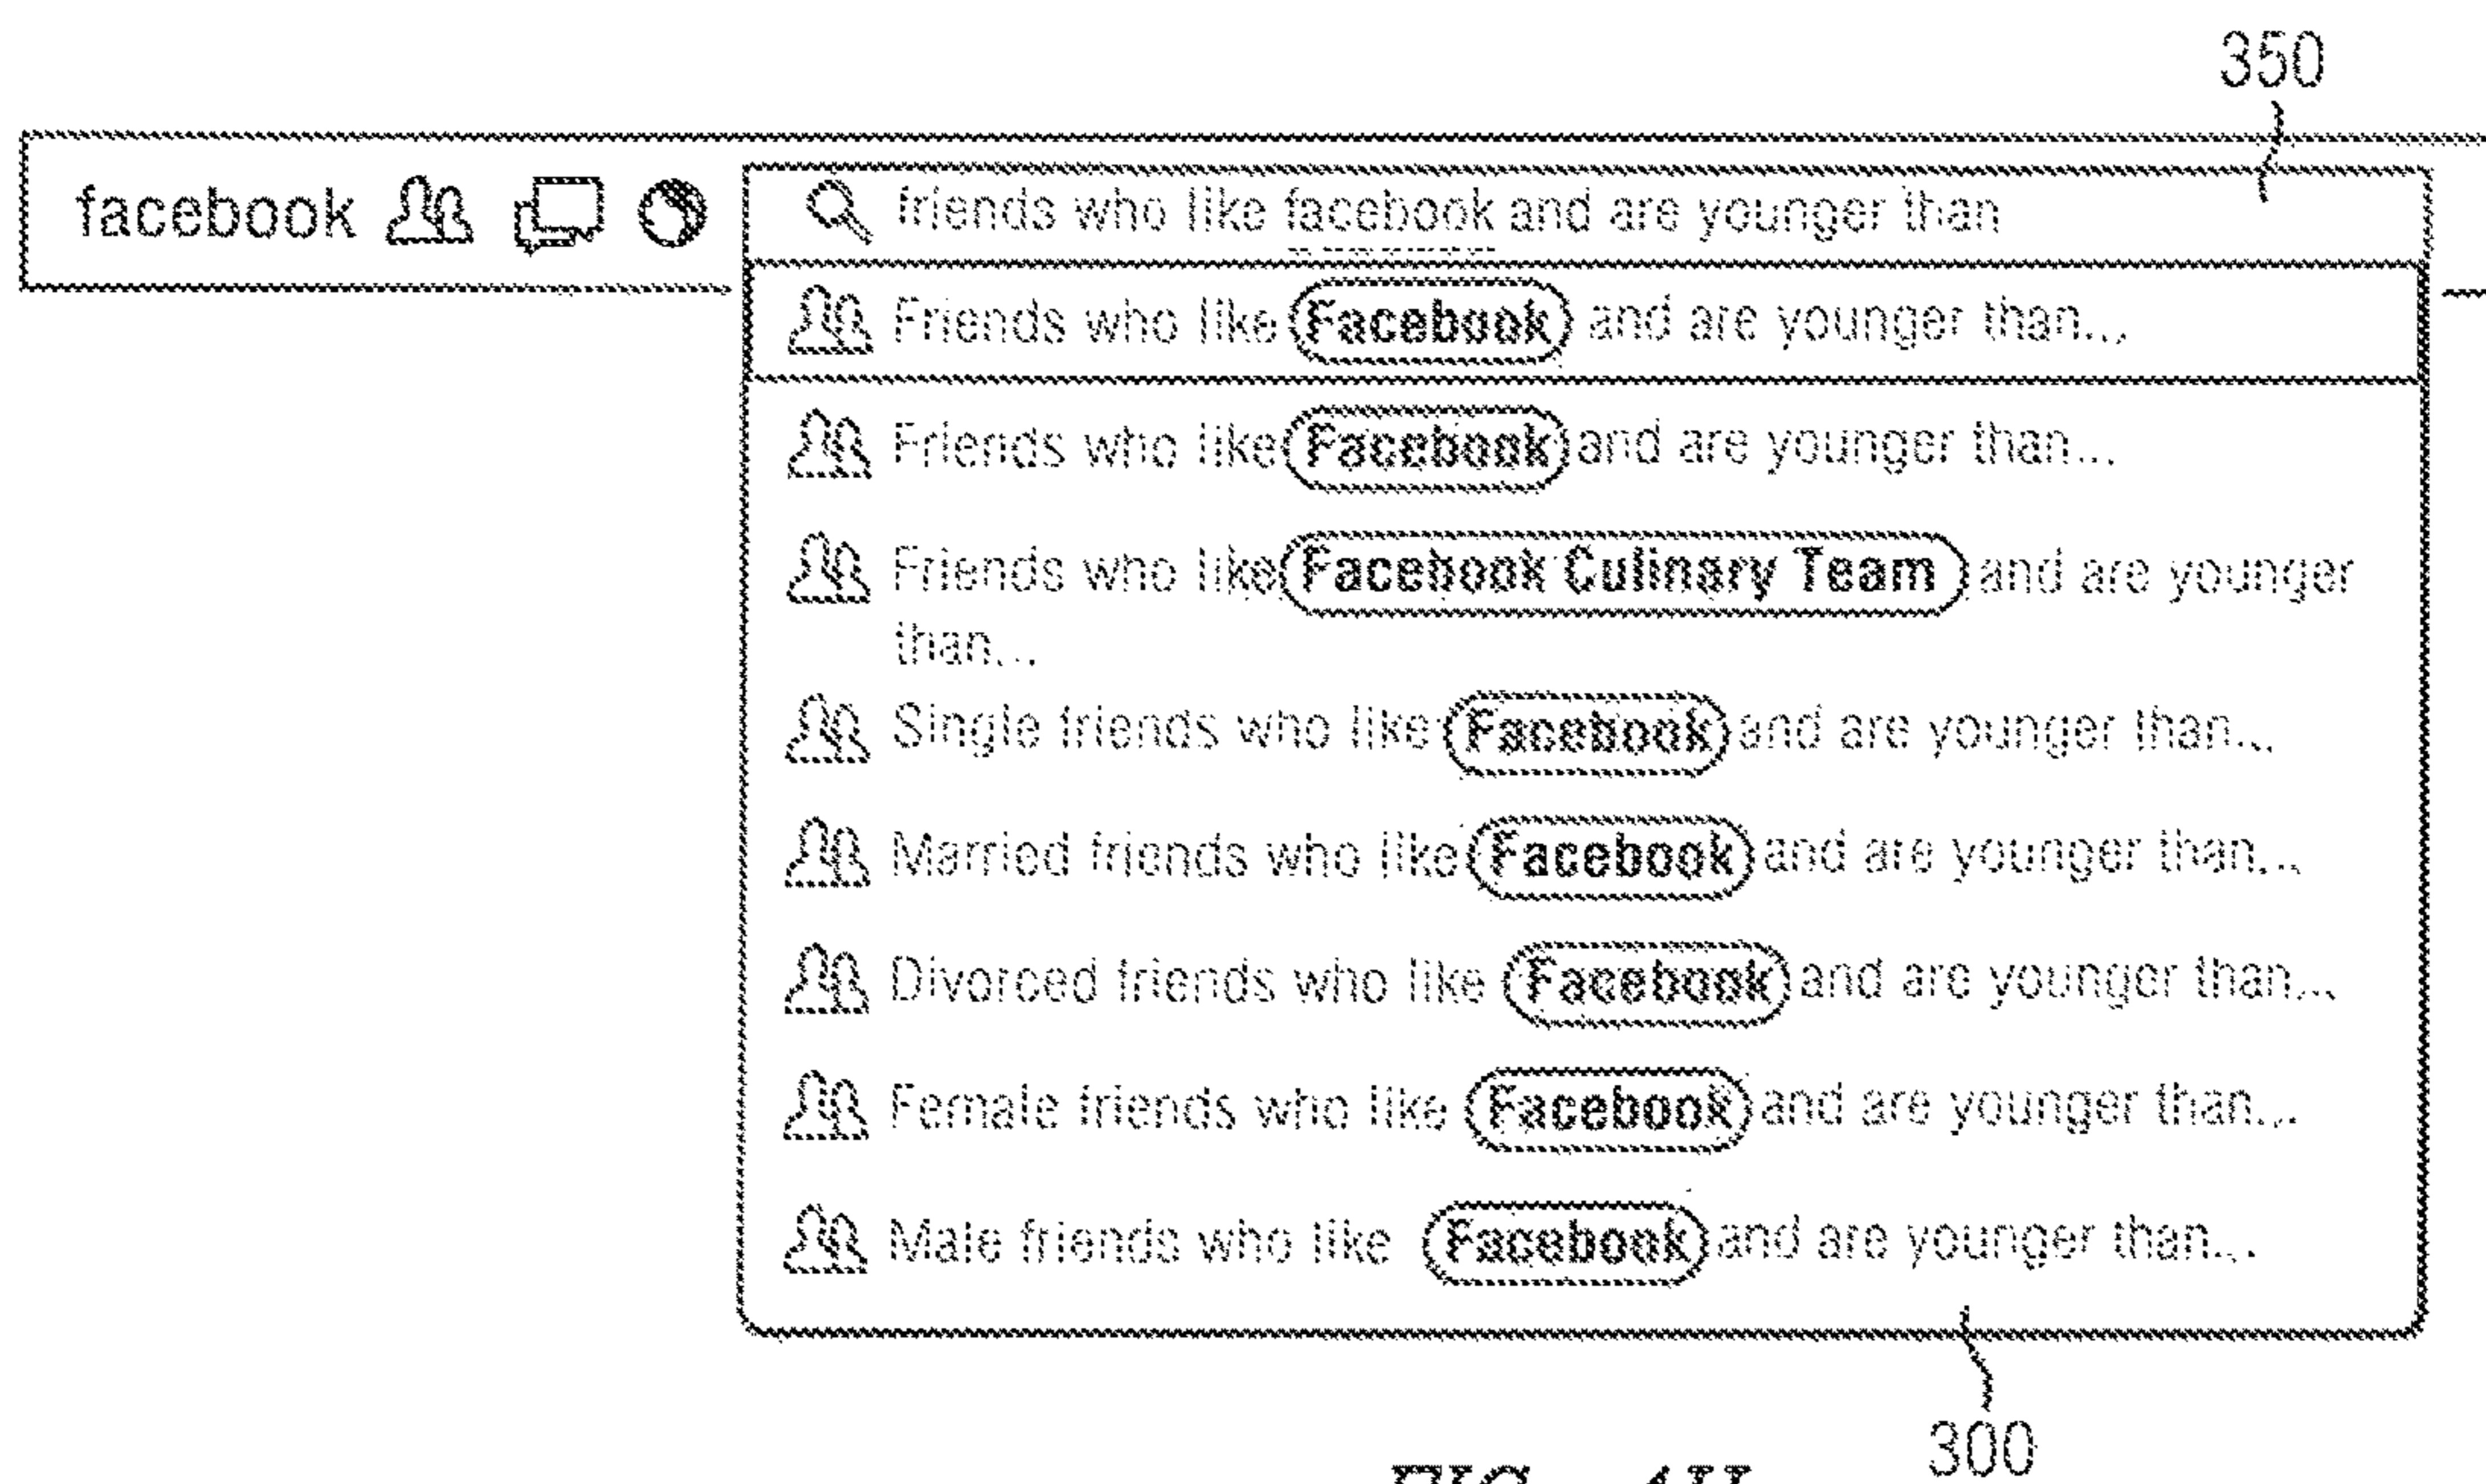 350
facebook
friends who like facebook and are younger than
Friends who like Facebook and are younger than...
Friends who like Facebook and are younger than...
Friends who like Facebook Culinary Team and are younger
than...
Single friends who like Facebook and are younger than...
Married friends who like Facebook and are younger than...
Divorced friends who like Facebook and are younger than...
Female friends who like Facebook and are younger than...
Male friends who like Facebook and are younger than...
300